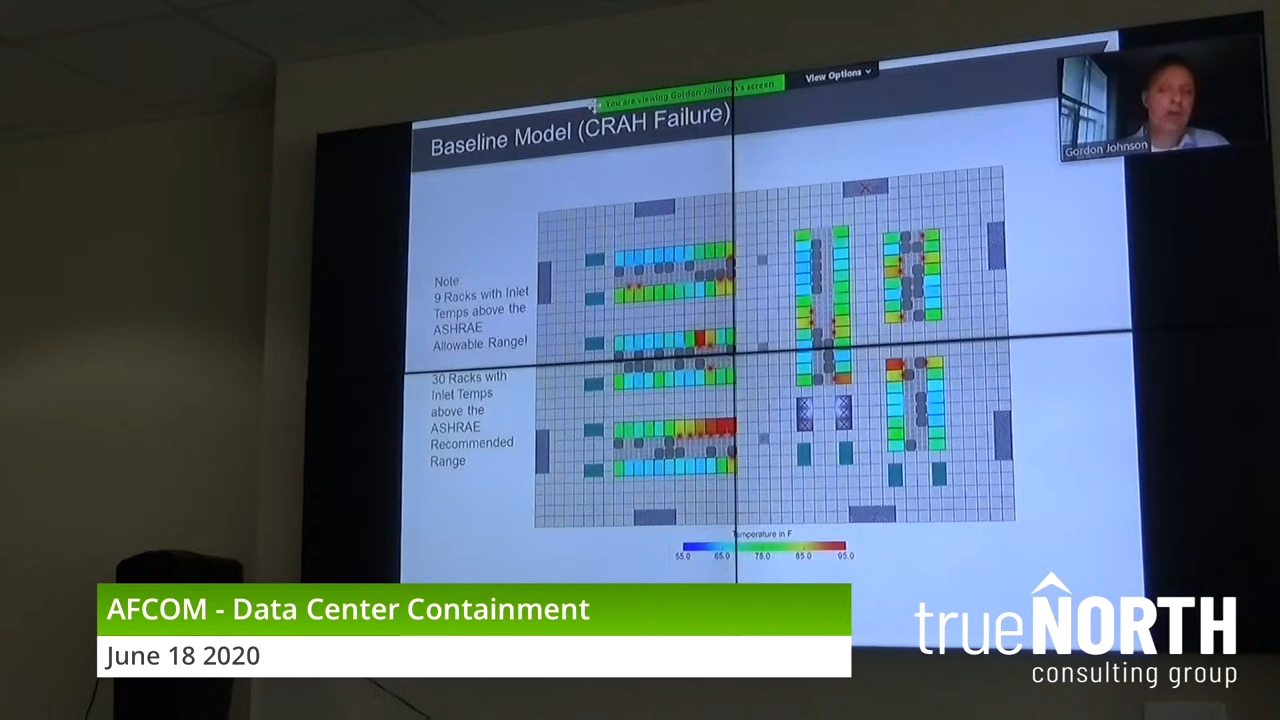 You are viewing Gordon Johnson's screen
View Options
Baseline Model (CRAH Failure)
Gordon Johnson
Note:
9 Racks with Inlet
Temps above the
ASHRAE
Allowable Range!
30 Racks with
Inlet Temps
above the
ASHRAE
Recommended
Range
Temperature in F
55.0 65.0 75.0 85.0 95.0
AFCOM - Data Center Containment
June 18 2020
trueNORTH
consulting group